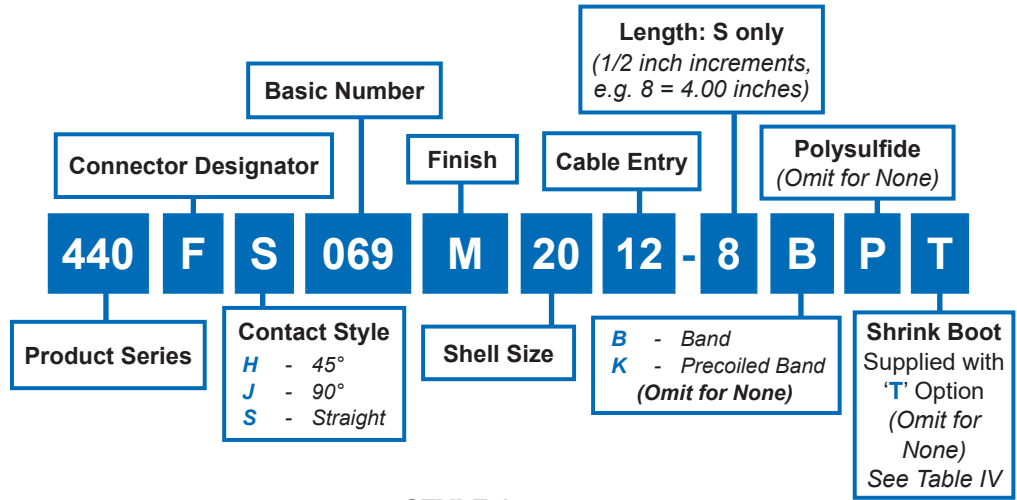 Length: S only
(1/2 inch increments,
e.g. 8 = 4.00 inches)
Basic Number
Connector Designator
Finish
Cable Entry
Polysulfide
(Omit for None)
440 F S 069 M 20 12 - 8 B P T
Product Series
Contact Style
H - 45°
J - 90°
S - Straight
Shell Size
B - Band
K - Precoiled Band
(Omit for None)
Shrink Boot
Supplied with
‘T’ Option
(Omit for
None)
See Table IV